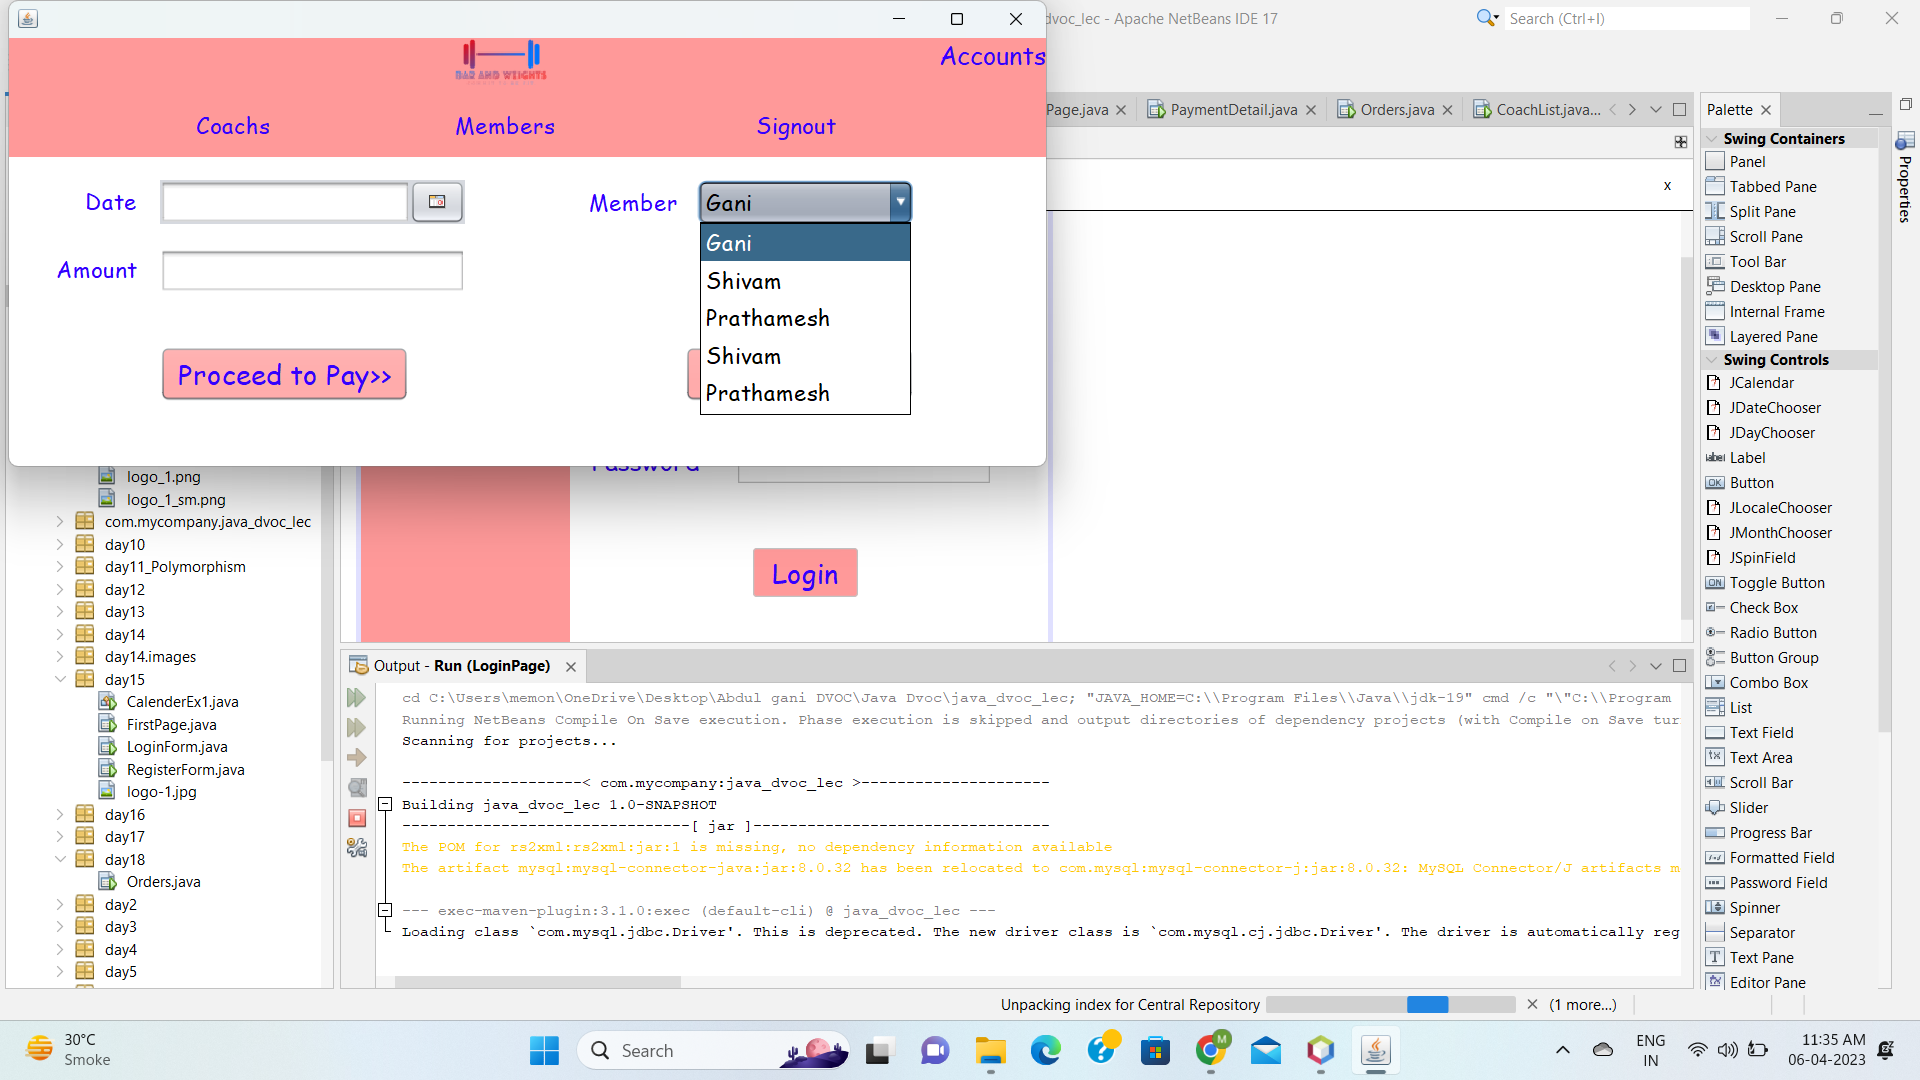 dvoc_lec - Apache NetBeans IDE 17
Search (Ctrl+I)
BAR AND WEIGHTS
Accounts
Coachs
Members
Signout
Date
Member
Gani
Gani
Shivam
Prathamesh
Shivam
Prathamesh
Amount
Proceed to Pay>>
Page.java
PaymentDetail.java
Orders.java
CoachList.java...
x
Login
Palette
Swing Containers
Panel
Tabbed Pane
Split Pane
Scroll Pane
Tool Bar
Desktop Pane
Internal Frame
Layered Pane
Swing Controls
JCalendar
JDateChooser
JDayChooser
Label
Button
JLocaleChooser
JMonthChooser
JSpinField
Toggle Button
Check Box
Radio Button
Button Group
Combo Box
List
Text Field
Text Area
Scroll Bar
Slider
Progress Bar
Formatted Field
Password Field
Spinner
Separator
Text Pane
Editor Pane
Properties
logo_1.png
logo_1_sm.png
com.mycompany.java_dvoc_lec
day10
day11_Polymorphism
day12
day13
day14
day14.images
day15
CalenderEx1.java
FirstPage.java
LoginForm.java
RegisterForm.java
logo-1.jpg
day16
day17
day18
Orders.java
day2
day3
day4
day5
Output - Run (LoginPage)
cd C:\Users\memon\OneDrive\Desktop\Abdul gani DVOC\Java Dvoc\java_dvoc_lec; "JAVA_HOME=C:\\Program Files\\Java\\jdk-19" cmd /c "\"C:\\Program
Running NetBeans Compile On Save execution. Phase execution is skipped and output directories of dependency projects (with Compile on Save tur
Scanning for projects...
--------------------< com.mycompany:java_dvoc_lec >---------------------
Building java_dvoc_lec 1.0-SNAPSHOT
--------------------------------[ jar ]---------------------------------
The POM for rs2xml:rs2xml:jar:1 is missing, no dependency information available
The artifact mysql:mysql-connector-java:jar:8.0.32 has been relocated to com.mysql:mysql-connector-j:jar:8.0.32: MySQL Connector/J artifacts m
--- exec-maven-plugin:3.1.0:exec (default-cli) @ java_dvoc_lec ---
Loading class `com.mysql.jdbc.Driver'. This is deprecated. The new driver class is `com.mysql.cj.jdbc.Driver'. The driver is automatically reg
Unpacking index for Central Repository
(1 more...)
30°C
Smoke
Search
ENG
IN
11:35 AM
06-04-2023